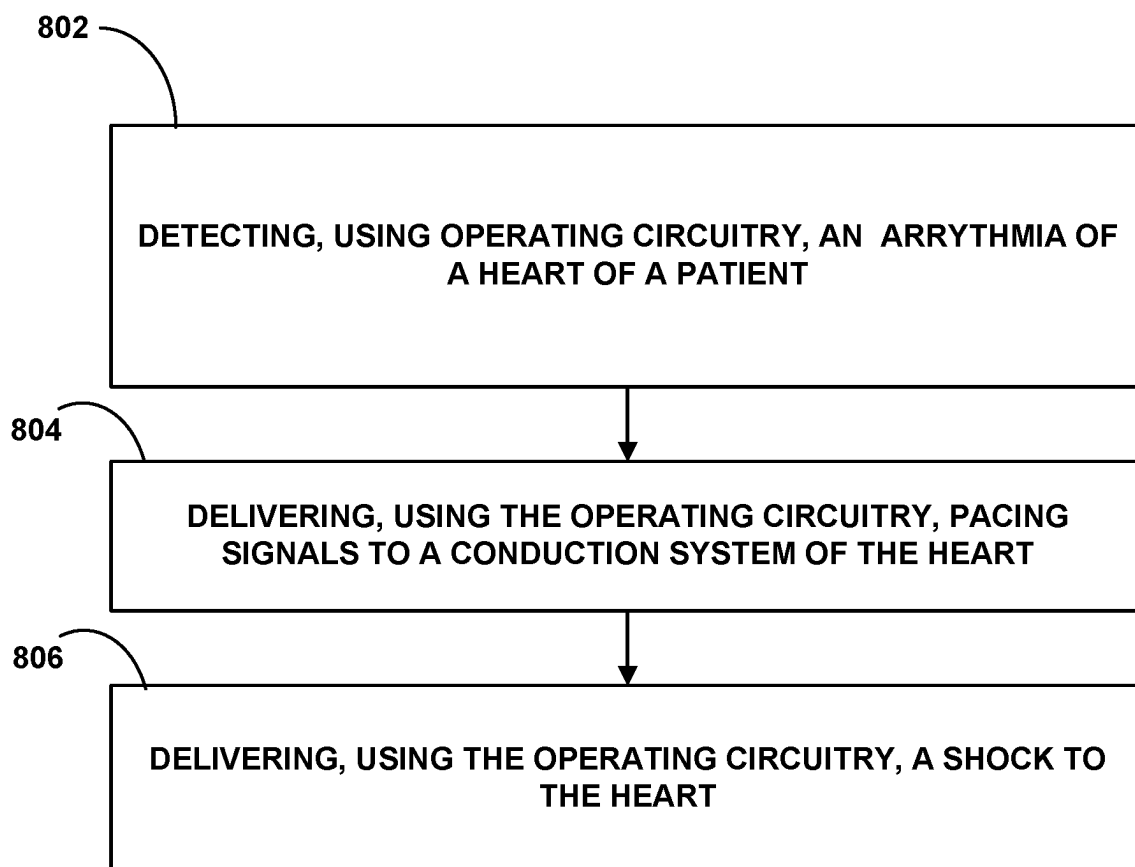 802
DETECTING, USING OPERATING CIRCUITRY, AN ARRYTHMIA OF
A HEART OF A PATIENT
804
DELIVERING, USING THE OPERATING CIRCUITRY, PACING
SIGNALS TO A CONDUCTION SYSTEM OF THE HEART
806
DELIVERING, USING THE OPERATING CIRCUITRY, A SHOCK TO
THE HEART